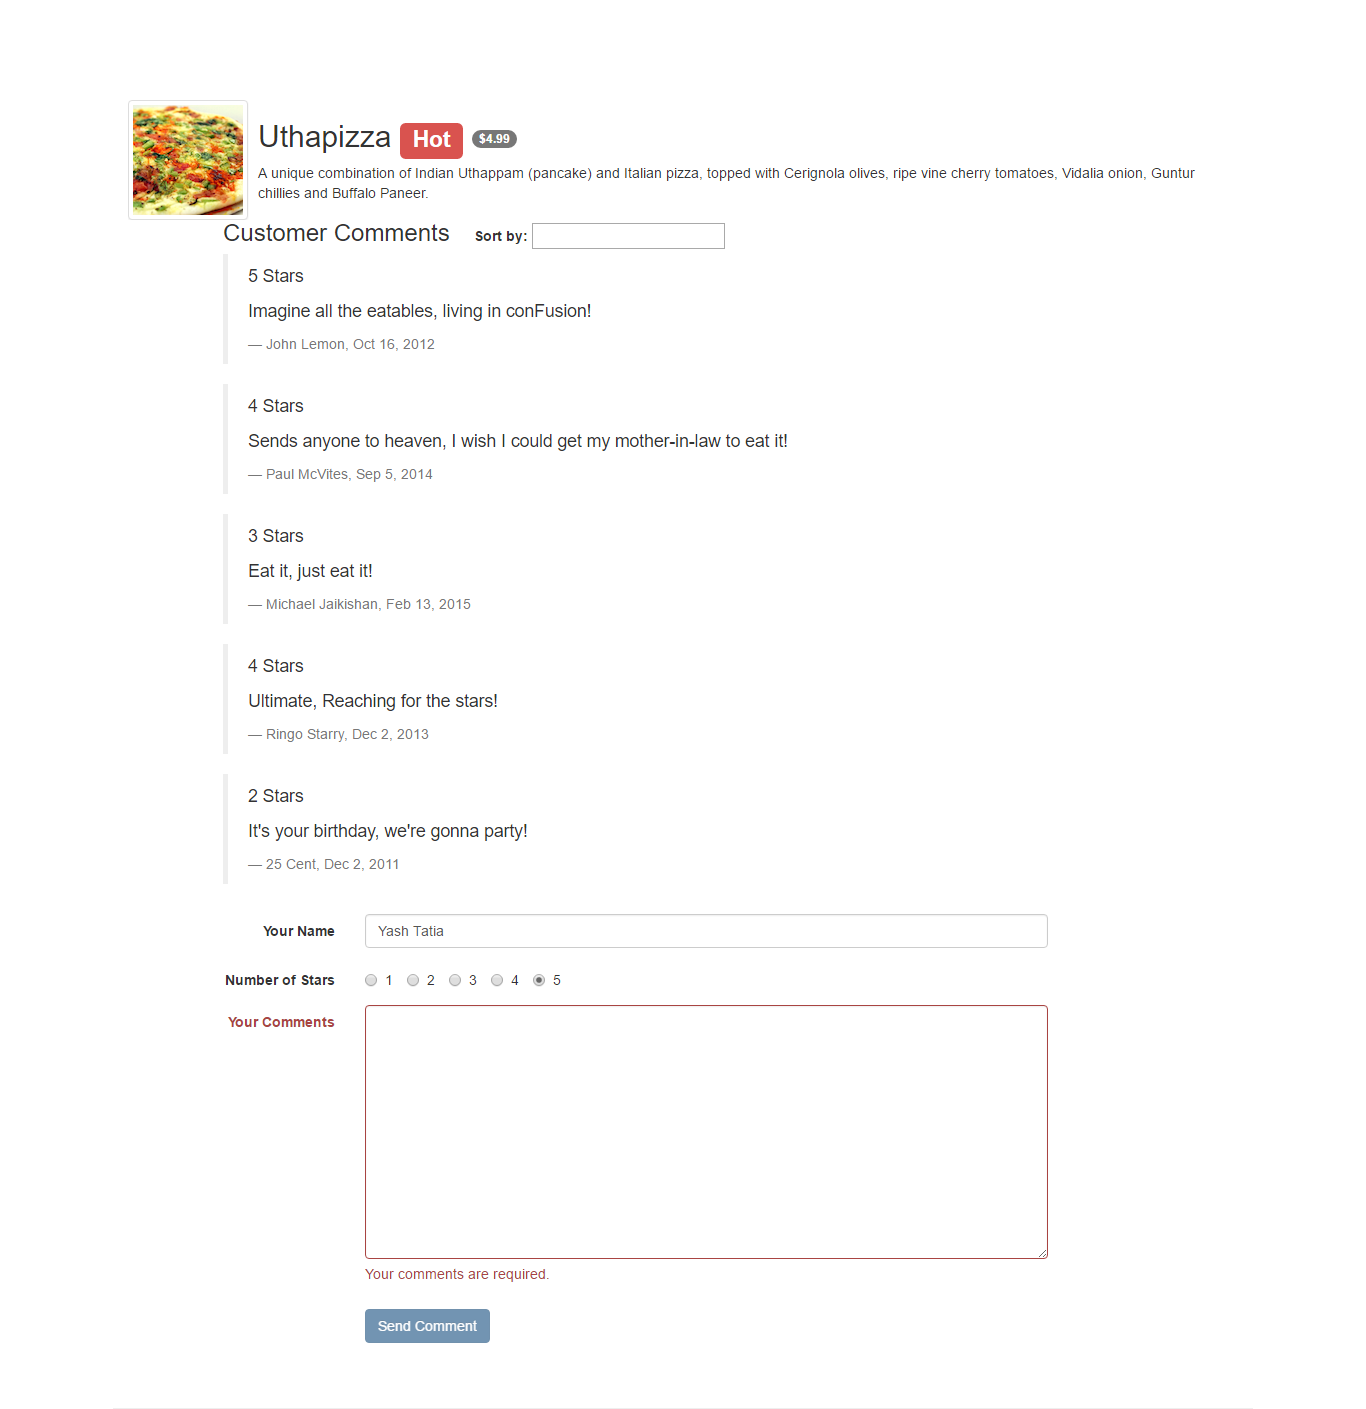 Uthapizza Hot $4.99
A unique combination of Indian Uthappam (pancake) and Italian pizza, topped with Cerignola olives, ripe vine cherry tomatoes, Vidalia onion, Guntur
chillies and Buffalo Paneer.
Customer Comments Sort by:
5 Stars
Imagine all the eatables, living in conFusion!
— John Lemon, Oct 16, 2012
4 Stars
Sends anyone to heaven, I wish I could get my mother-in-law to eat it!
— Paul McVites, Sep 5, 2014
3 Stars
Eat it, just eat it!
— Michael Jaikishan, Feb 13, 2015
4 Stars
Ultimate, Reaching for the stars!
— Ringo Starry, Dec 2, 2013
2 Stars
It's your birthday, we're gonna party!
— 25 Cent, Dec 2, 2011
Your Name Yash Tatia
Number of Stars 1 2 3 4 5
Your Comments
Your comments are required.
Send Comment